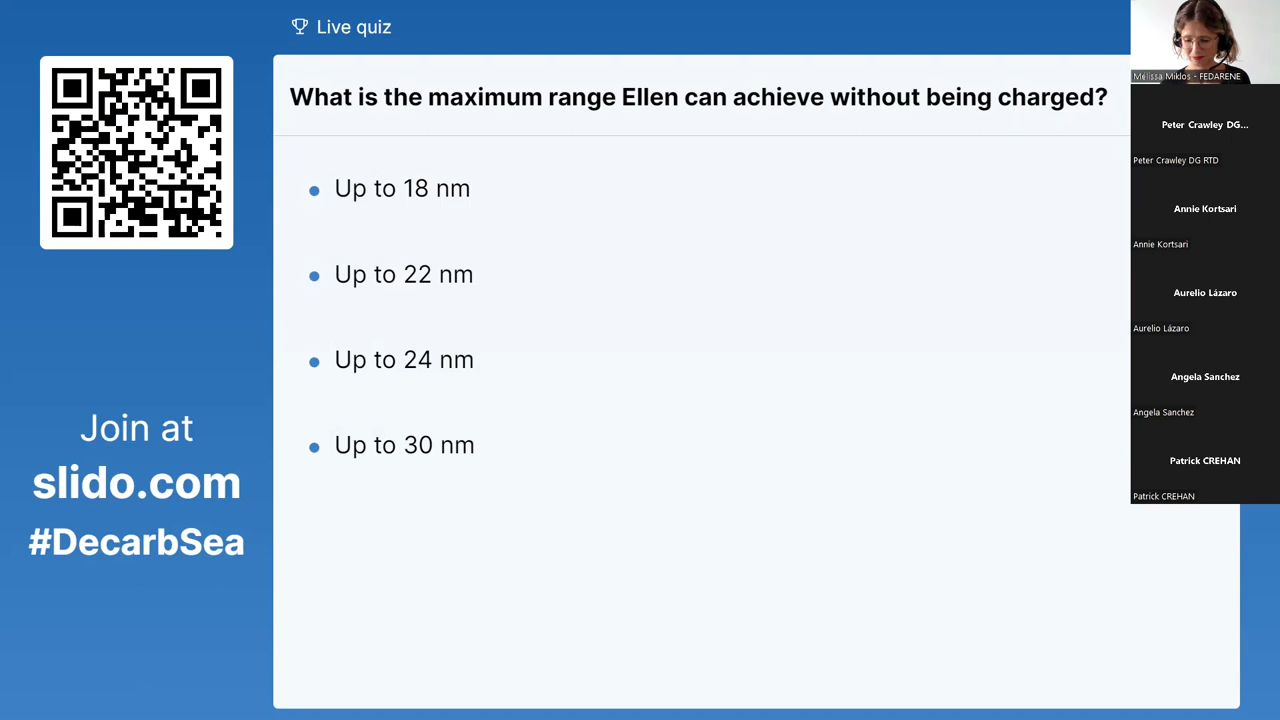 Live quiz
What is the maximum range Ellen can achieve without being charged?
Up to 18 nm
Up to 22 nm
Up to 24 nm
Up to 30 nm
Join at
slido.com
#DecarbSea
Mélissa Miklos - FEDARENE
Peter Crawley DG...
Peter Crawley DG RTD
Annie Kortsari
Annie Kortsari
Aurelio Lázaro
Aurelio Lázaro
Angela Sanchez
Angela Sanchez
Patrick CREHAN
Patrick CREHAN